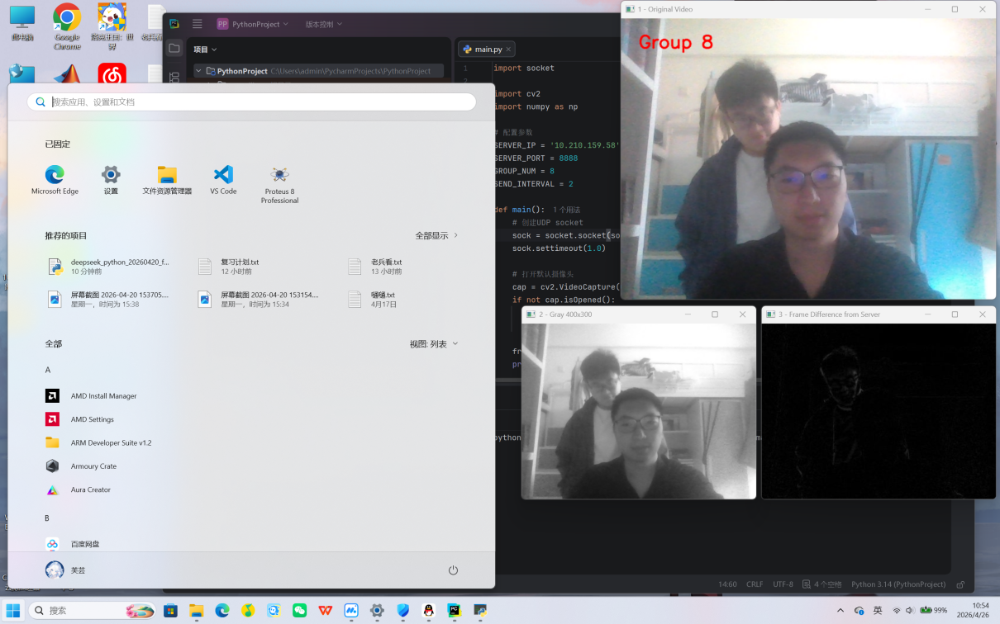 此电脑
Google
Chrome
洛克王国：世
界
老兵看
PP PythonProject
版本控制
项目
PythonProject C:\Users\admin\PycharmProjects\PythonProject
main.py
1 import socket
2
import cv2
import numpy as np
# 配置参数
SERVER_IP = '10.210.159.58'
SERVER_PORT = 8888
GROUP_NUM = 8
SEND_INTERVAL = 2
def main(): 1个用法
# 创建UDP socket
sock = socket.socket(so
sock.settimeout(1.0)
# 打开默认摄像头
cap = cv2.VideoCapture(
if not cap.isOpened():
fr
pr
python
14:60 CRLF UTF-8 4个空格 Python 3.14 (PythonProject)
1 - Original Video
Group 8
2 - Gray 400x300
3 - Frame Difference from Server
搜索应用、设置和文档
已固定
Microsoft Edge
设置
文件资源管理器
VS Code
Proteus 8
Professional
推荐的项目
全部显示
deepseek_python_20260420_f...
10 分钟前
复习计划.txt
12 小时前
老兵看.txt
13 小时前
屏幕截图 2026-04-20 153705....
星期一，时间为 15:38
屏幕截图 2026-04-20 153154....
星期一，时间为 15:34
4月17日
全部
视图: 列表
A
AMD Install Manager
AMD Settings
ARM Developer Suite v1.2
Armoury Crate
Aura Creator
B
百度网盘
芙芸
搜索
英
99%
10:54
2026/4/26